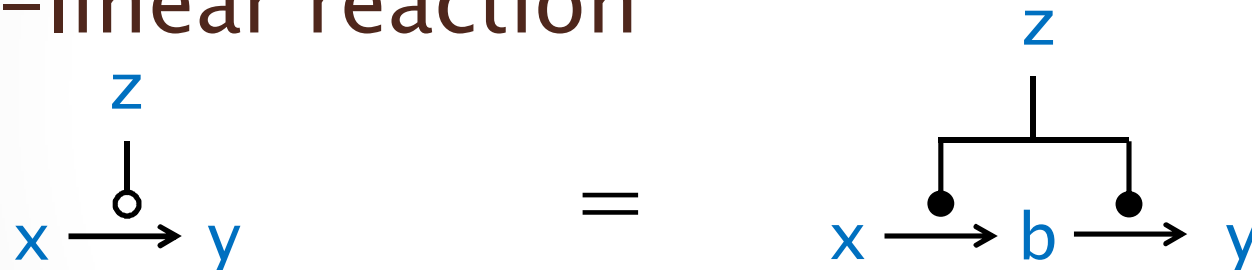 –linear reaction
z z
x y = x b y